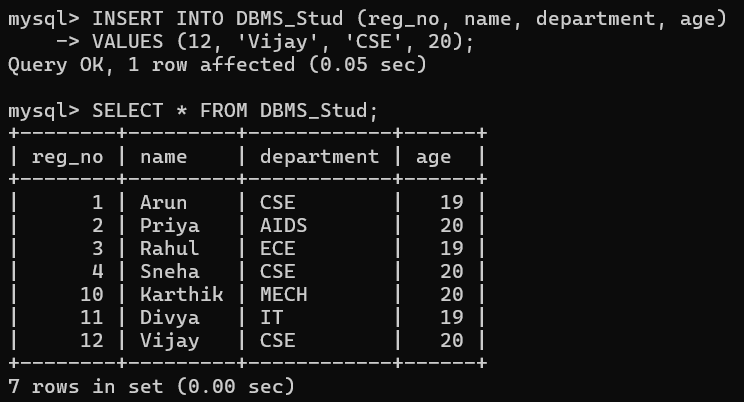 mysql> INSERT INTO DBMS_Stud (reg_no, name, department, age)
    -> VALUES (12, 'Vijay', 'CSE', 20);
Query OK, 1 row affected (0.05 sec)

mysql> SELECT * FROM DBMS_Stud;
+--------+---------+------------+------+
| reg_no | name    | department | age  |
+--------+---------+------------+------+
|      1 | Arun    | CSE        |   19 |
|      2 | Priya   | AIDS       |   20 |
|      3 | Rahul   | ECE        |   19 |
|      4 | Sneha   | CSE        |   20 |
|     10 | Karthik | MECH       |   20 |
|     11 | Divya   | IT         |   19 |
|     12 | Vijay   | CSE        |   20 |
+--------+---------+------------+------+
7 rows in set (0.00 sec)